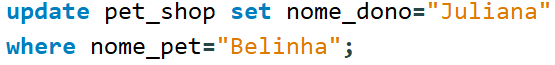 update pet_shop set nome_dono="Juliana"
where nome_pet="Belinha";